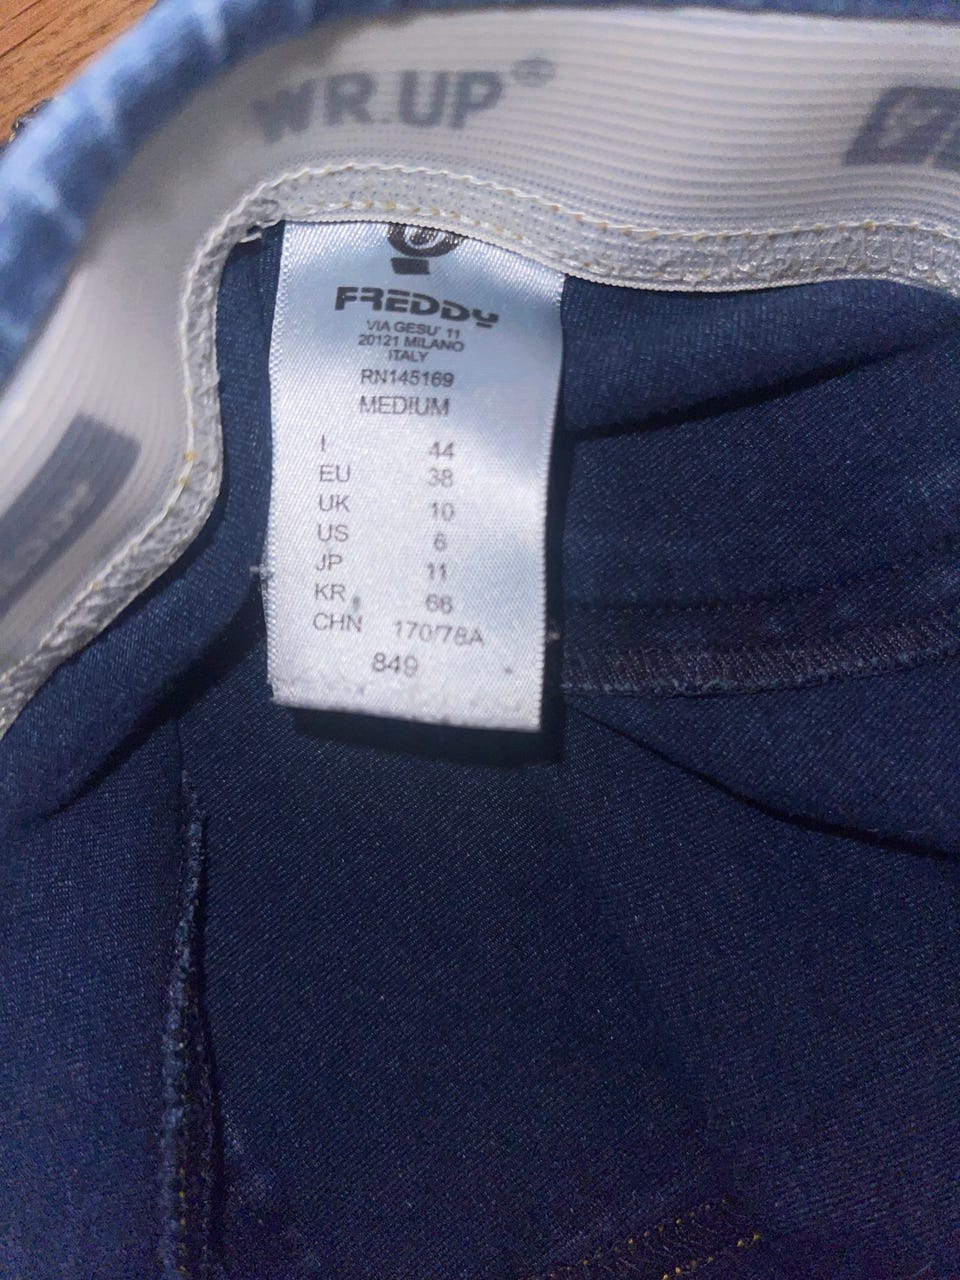 WR.UP®
FREDDY
VIA GESU' 11
20121 MILANO
ITALY
RN145169
MEDIUM
I 44
EU 38
UK 10
US 6
JP 11
KR 66
CHN 170/78A
849